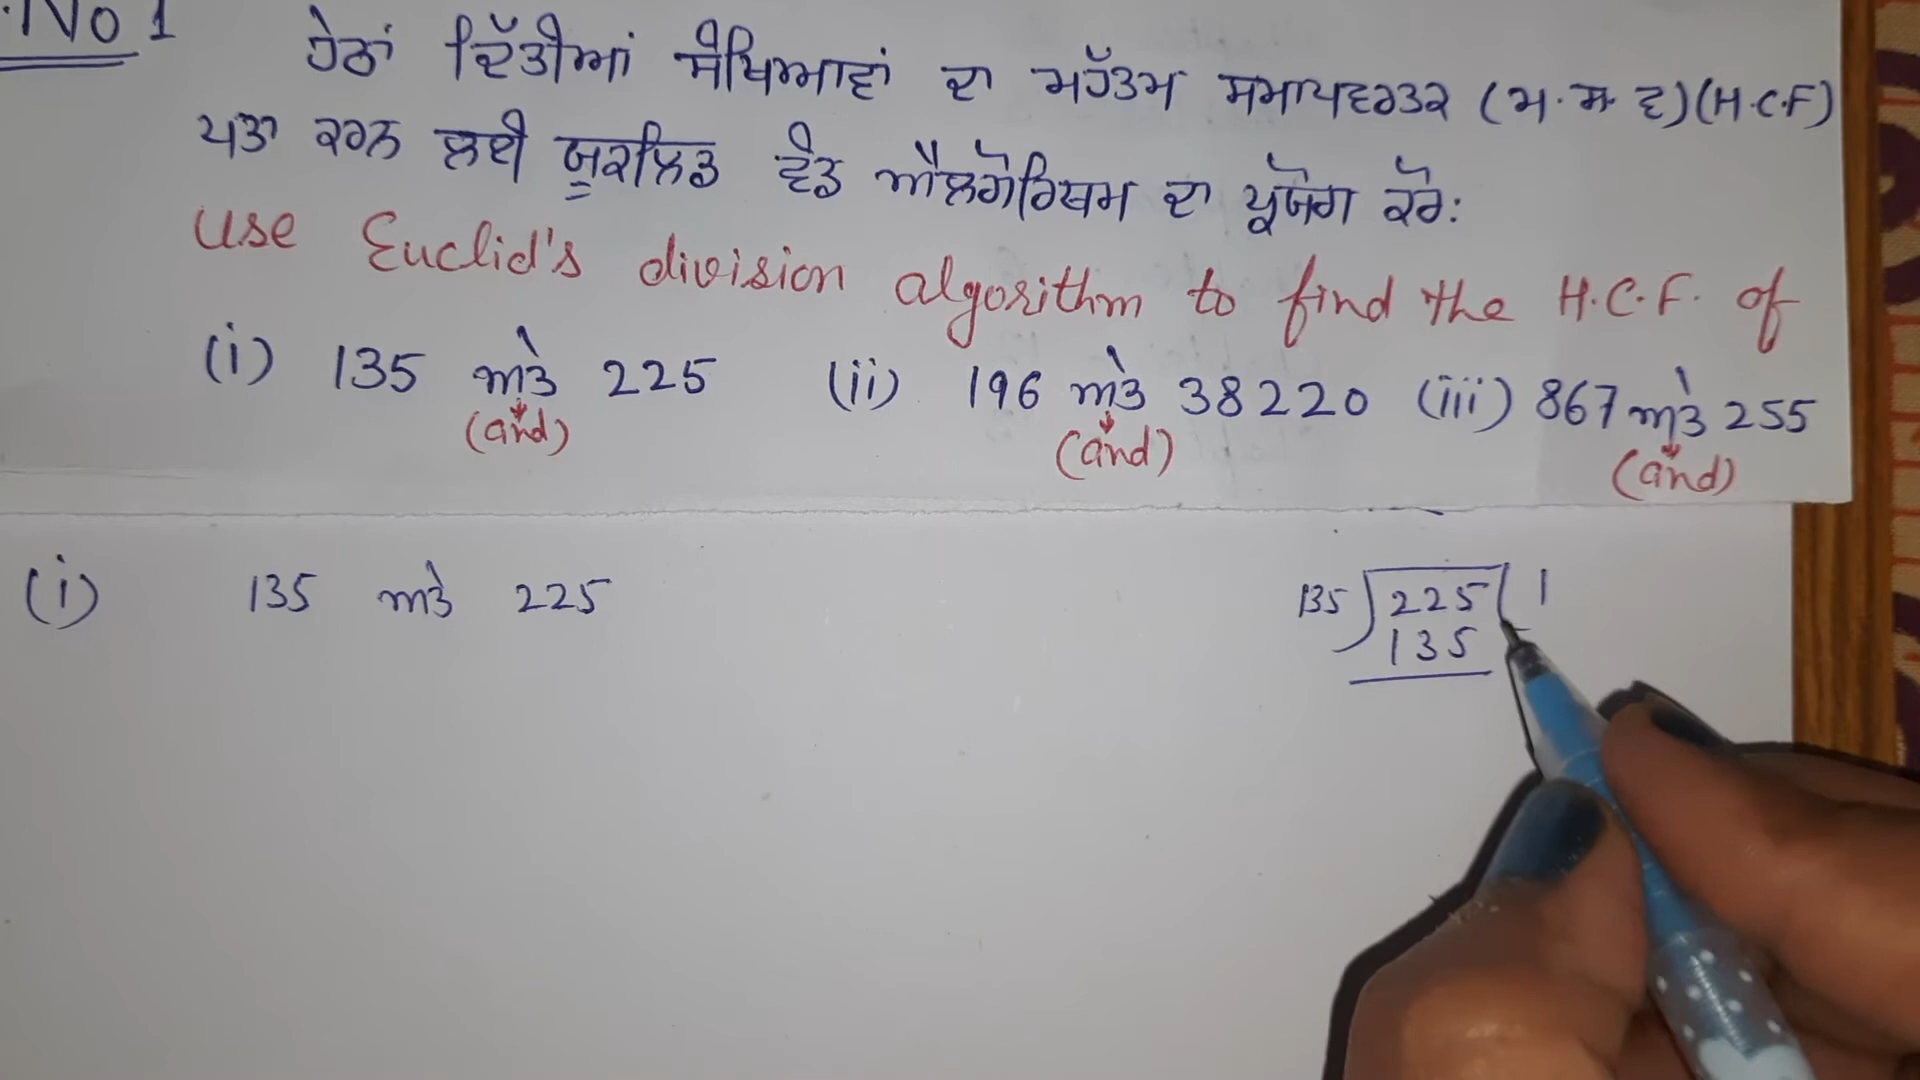 .No 1
ਹੇਠਾਂ ਦਿੱਤੀਆਂ ਸੰਖਿਆਵਾਂ ਦਾ ਮਹੱਤਮ ਸਮਾਪਵਰਤਕ (ਮ.ਸ.ਵ)(H.C.F)
ਪਤਾ ਕਰਨ ਲਈ ਯੂਕਲਿਡ ਵੰਡ ਐਲਗੋਰਿਥਮ ਦਾ ਪ੍ਰਯੋਗ ਕਰੋ:
Use Euclid's division algorithm to find the H.C.F. of
(i) 135 ਅਤੇ 225 (ii) 196 ਅਤੇ 38220 (iii) 867 ਅਤੇ 255
(and) (and) (and)
(i) 135 ਅਤੇ 225
135) 225 ( 1
135